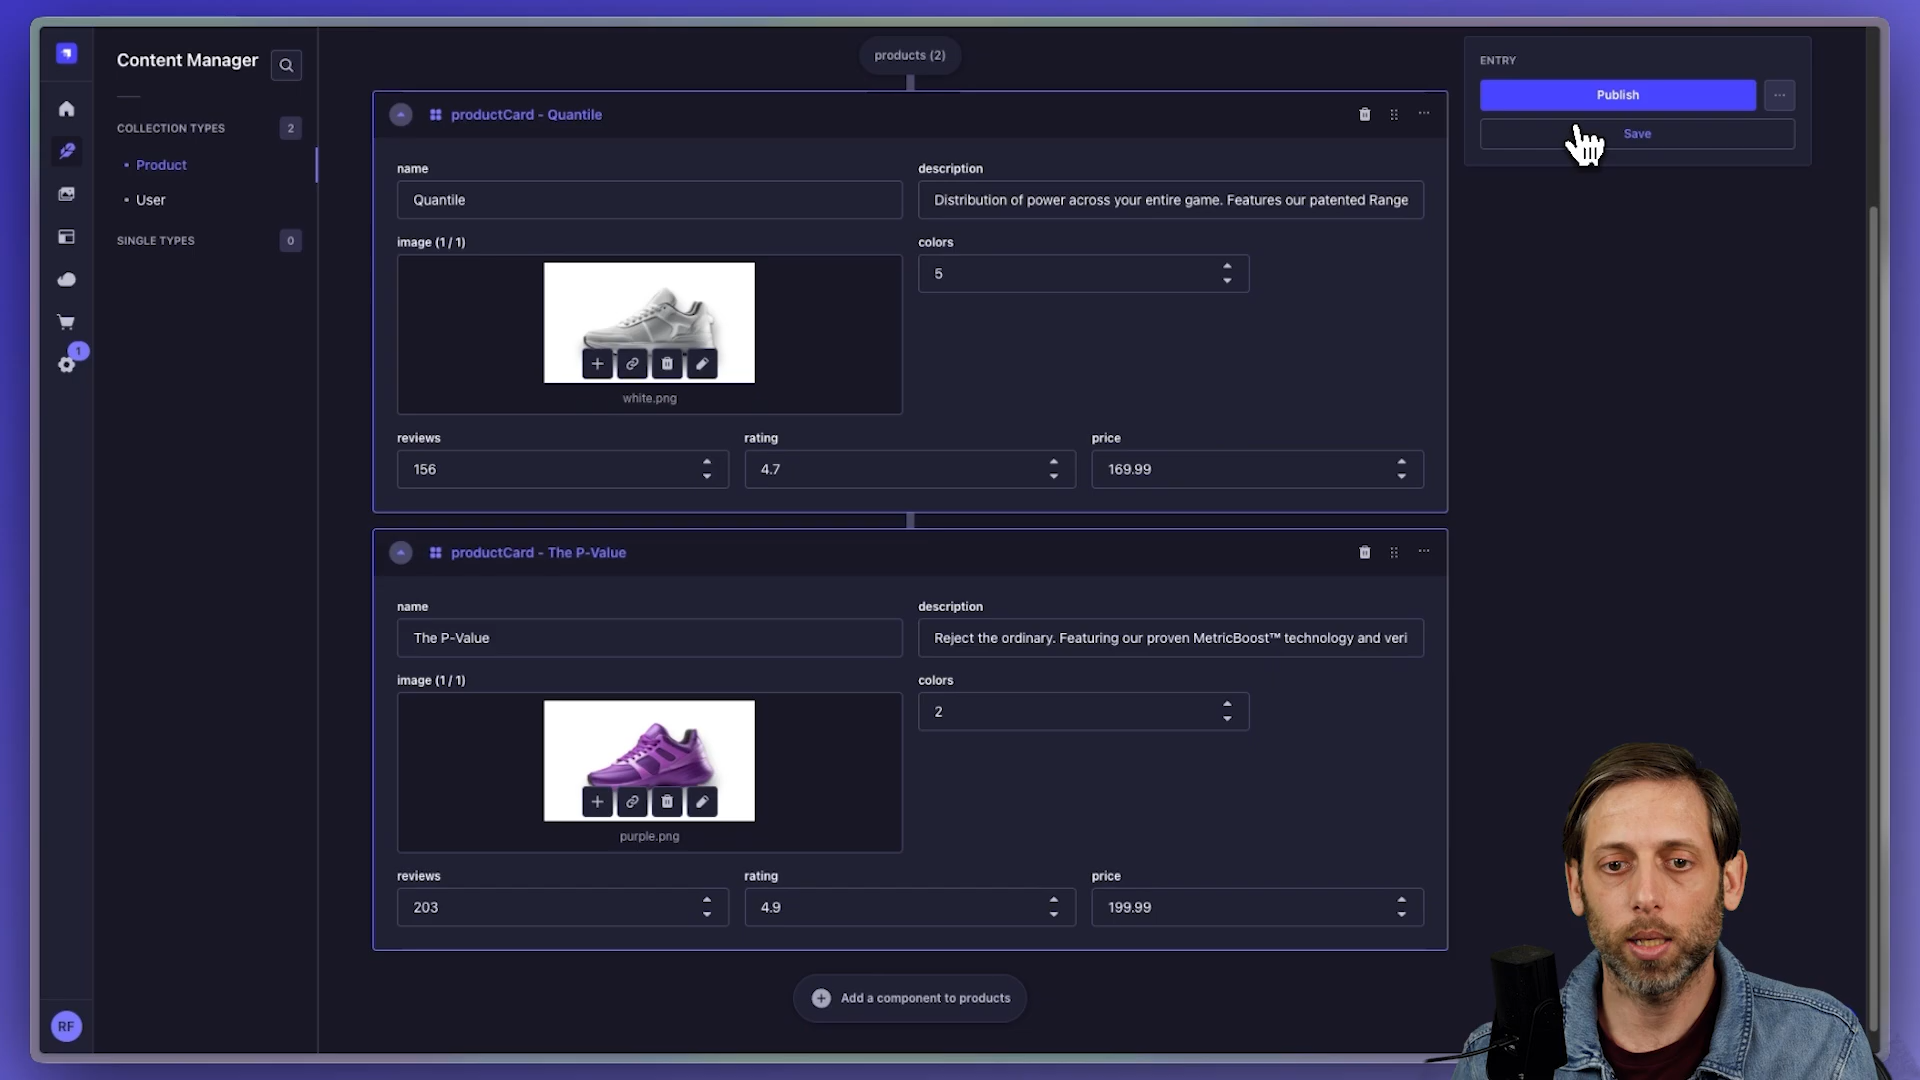 Content Manager
COLLECTION TYPES
2
Product
User
SINGLE TYPES
0
1
RF
products (2)
productCard - Quantile
name
description
Quantile
Distribution of power across your entire game. Features our patented Range
image (1 / 1)
colors
5
white.png
reviews
rating
price
156
4.7
169.99
productCard - The P-Value
name
description
The P-Value
Reject the ordinary. Featuring our proven MetricBoost™ technology and veri
image (1 / 1)
colors
2
purple.png
reviews
rating
price
203
4.9
199.99
Add a component to products
ENTRY
Publish
Save